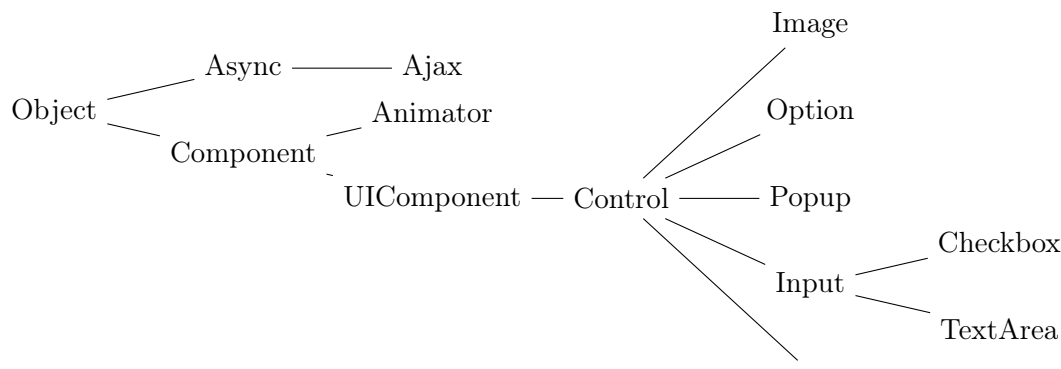 Object
Async
Ajax
Component
Animator
UIComponent
Control
Image
Option
Popup
Input
Checkbox
TextArea